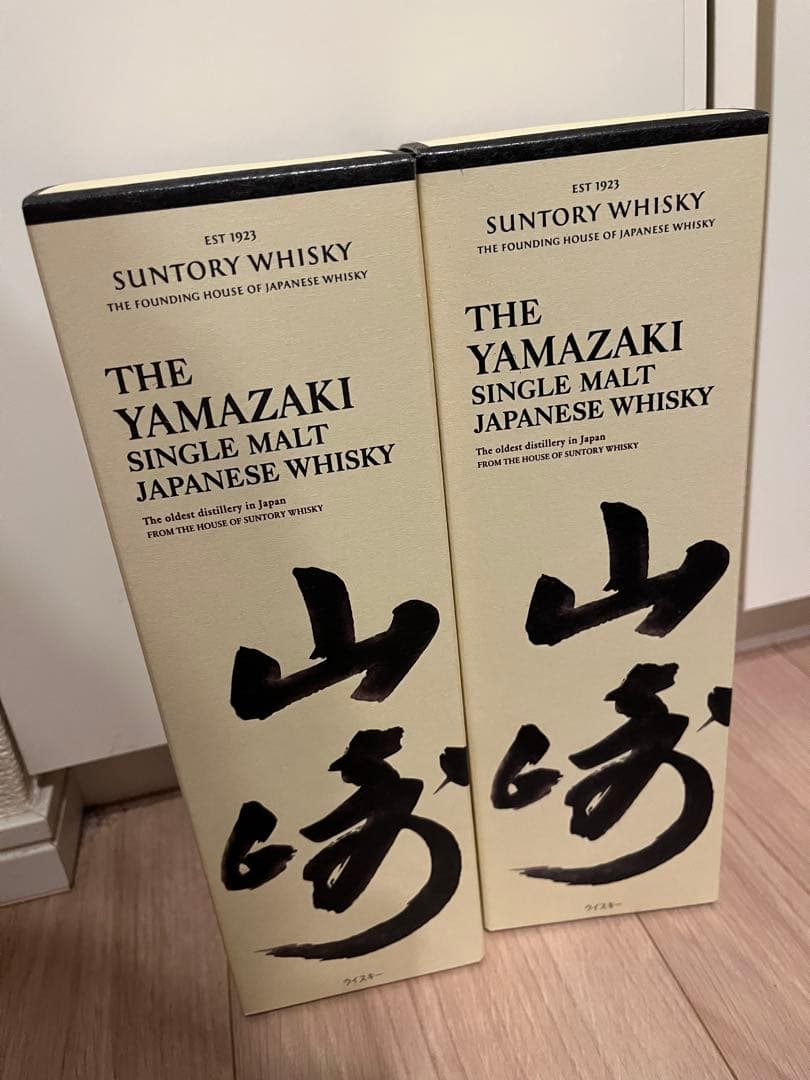 EST 1923
SUNTORY WHISKY
THE FOUNDING HOUSE OF JAPANESE WHISKY
THE
YAMAZAKI
SINGLE MALT
JAPANESE WHISKY
The oldest distillery in Japan
FROM THE HOUSE OF SUNTORY WHISKY
山崎
ウイスキー
EST 1923
SUNTORY WHISKY
THE FOUNDING HOUSE OF JAPANESE WHISKY
THE
YAMAZAKI
SINGLE MALT
JAPANESE WHISKY
The oldest distillery in Japan
FROM THE HOUSE OF SUNTORY WHISKY
山崎
ウイスキー